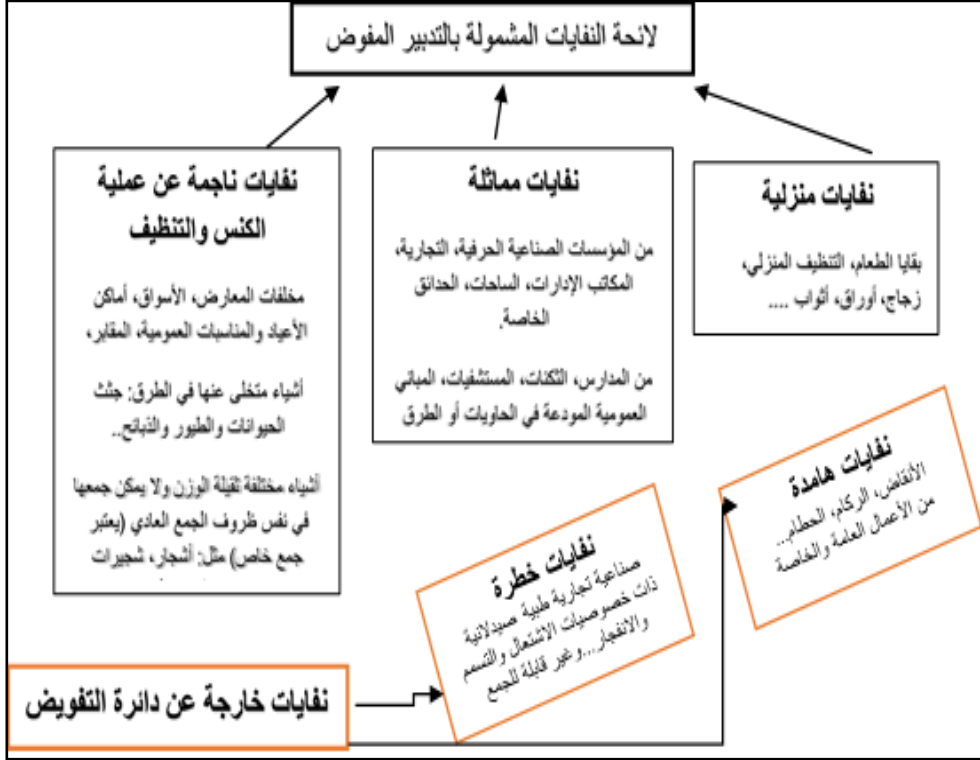 لائحة النفايات المشمولة بالتدبير المفوض
نفايات منزلية
بقايا الطعام، التنظيف المنزلي،
زجاج، أوراق، أثواب ....
نفايات مماثلة
من المؤسسات الصناعية الحرفية، التجارية،
المكاتب الإدارات، الساحات، الحدائق
الخاصة.
من المدارس، الثكنات، المستشفيات، المباني
العمومية المودعة في الحاويات أو الطرق
نفايات ناجمة عن عملية
الكنس والتنظيف
مخلفات المعارض، الأسواق، أماكن
الأعياد والمناسبات العمومية، المقابر،
أشياء متخلى عنها في الطرق: جثث
الحيوانات والطيور والذبائح..
أشياء مختلفة ثقيلة الوزن ولا يمكن جمعها
في نفس ظروف الجمع العادي (يعتبر
جمع خاص) مثل: أشجار، شجيرات
نفايات هامدة
الأنقاض، الركام، الحطام...
من الأعمال العامة والخاصة
نفايات خطرة
صناعية تجارية طبية صيدلانية
ذات خصوصيات الاشتعال والتسمم
والانفجار...وغير قابلة للجمع
نفايات خارجة عن دائرة التفويض